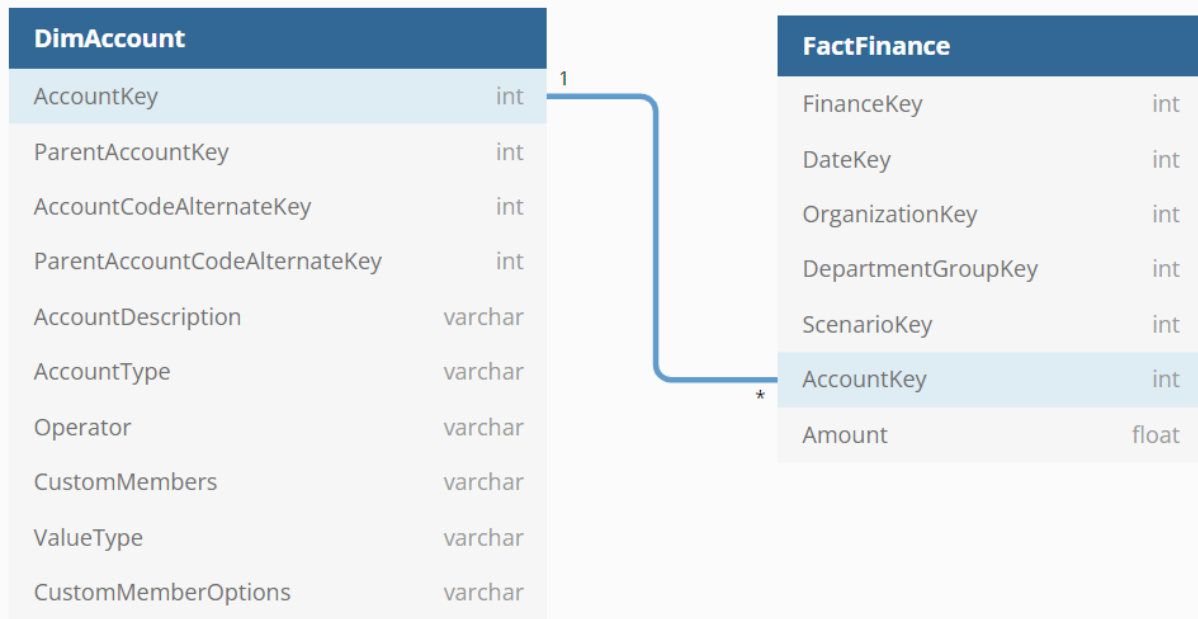 DimAccount
AccountKey int
ParentAccountKey int
AccountCodeAlternateKey int
ParentAccountCodeAlternateKey int
AccountDescription varchar
AccountType varchar
Operator varchar
CustomMembers varchar
ValueType varchar
CustomMemberOptions varchar
1
*
FactFinance
FinanceKey int
DateKey int
OrganizationKey int
DepartmentGroupKey int
ScenarioKey int
AccountKey int
Amount float